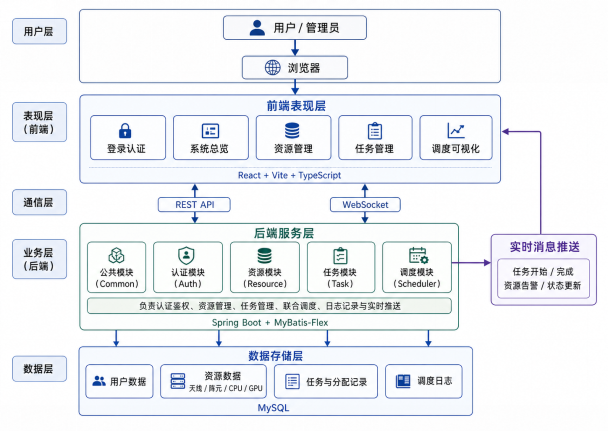 用户层
用户 / 管理员
浏览器
表现层
（前端）
前端表现层
登录认证
系统总览
资源管理
任务管理
调度可视化
React + Vite + TypeScript
通信层
REST API
WebSocket
业务层
（后端）
后端服务层
公共模块
(Common)
认证模块
(Auth)
资源模块
(Resource)
任务模块
(Task)
调度模块
(Scheduler)
负责认证鉴权、资源管理、任务管理、联合调度、日志记录与实时推送
Spring Boot + MyBatis-Flex
实时消息推送
任务开始 / 完成
资源告警 / 状态更新
数据层
数据存储层
用户数据
资源数据
天线 / 阵元 / CPU / GPU
任务与分配记录
调度日志
MySQL